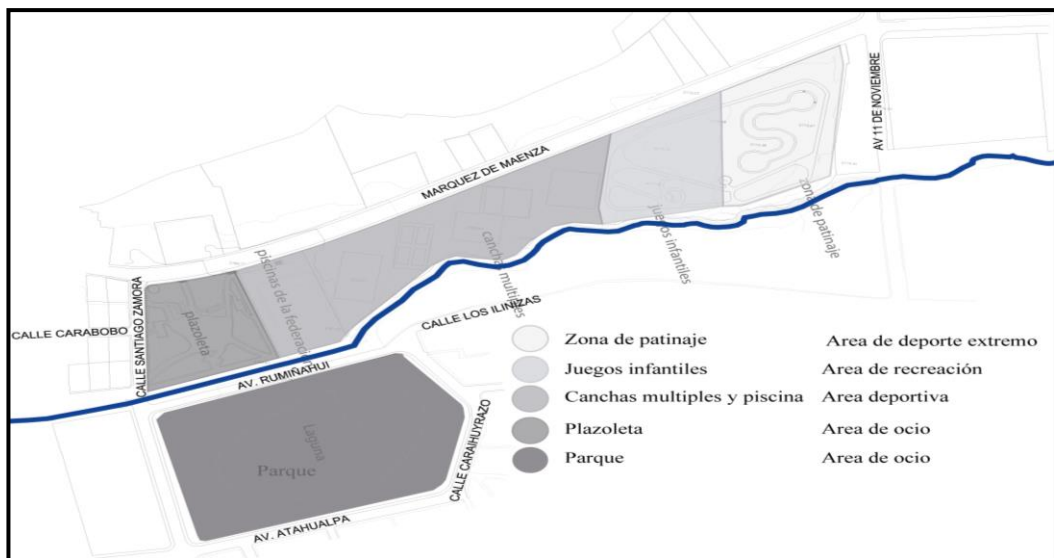 AV 11 DE NOVIEMBRE
MARQUEZ DE MAENZA
zona de patinaje
juegos infantiles
canchas multiples
piscinas de la federacion
plazoleta
CALLE SANTIAGO ZAMORA
CALLE CARABOBO
CALLE LOS ILINIZAS
AV. RUMIÑAHUI
Laguna
Parque
CALLE CARAIHUYRAZO
AV. ATAHUALPA
Zona de patinaje Area de deporte extremo
Juegos infantiles Area de recreación
Canchas multiples y piscina Area deportiva
Plazoleta Area de ocio
Parque Area de ocio